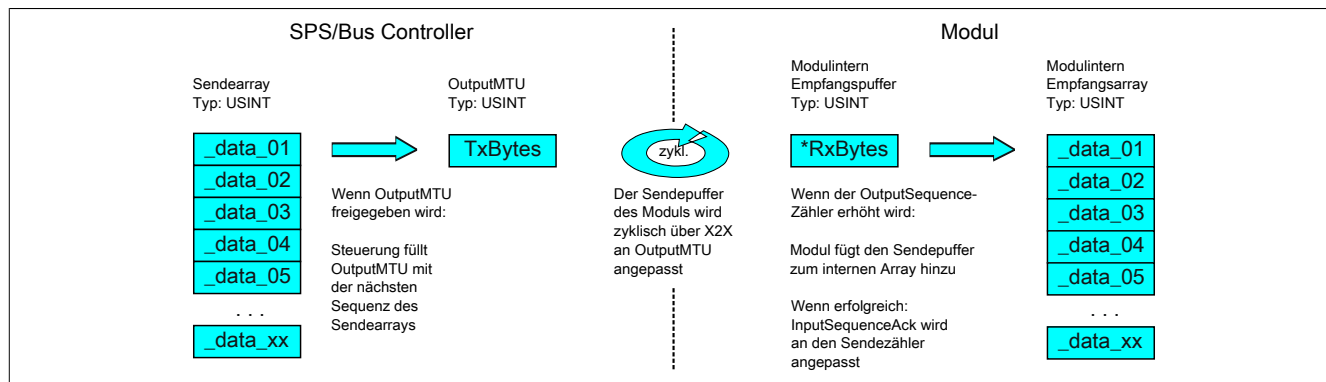 SPS/Bus Controller
Modul
Sendearray
Typ: USINT
OutputMTU
Typ: USINT
Modulintern
Empfangspuffer
Typ: USINT
Modulintern
Empfangsarray
Typ: USINT
_data_01
_data_02
_data_03
_data_04
_data_05
. . .
_data_xx
TxBytes
Wenn OutputMTU
freigegeben wird:
Steuerung füllt
OutputMTU mit
der nächsten
Sequenz des
Sendearrays
zykl.
Der Sendepuffer
des Moduls wird
zyklisch über X2X
an OutputMTU
angepasst
*RxBytes
Wenn der OutputSequence-
Zähler erhöht wird:
Modul fügt den Sendepuffer
zum internen Array hinzu
Wenn erfolgreich:
InputSequenceAck wird
an den Sendezähler
angepasst
_data_01
_data_02
_data_03
_data_04
_data_05
. . .
_data_xx